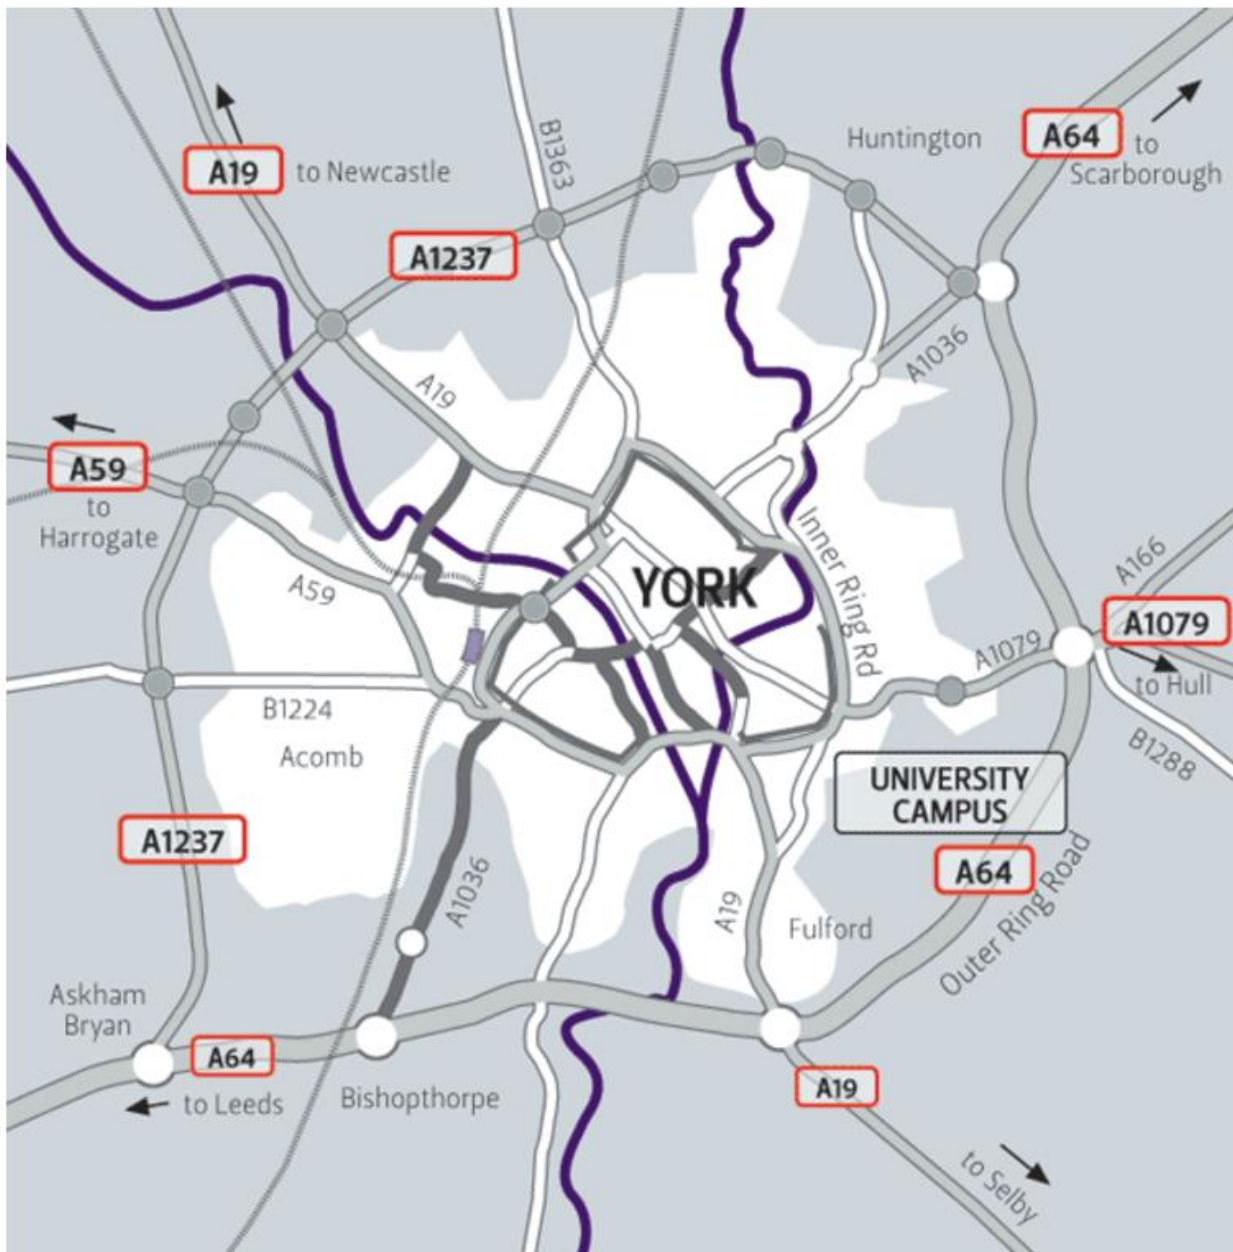 Huntington
A64
to
Scarborough
B1363
A19
to Newcastle
A1237
A1036
A19
A59
to
Harrogate
Inner Ring Rd
A166
YORK
A59
A1079
A1079
to Hull
B1224
Acomb
B1288
UNIVERSITY
CAMPUS
A1237
A64
Outer Ring Road
A1036
A19
Fulford
Askham
Bryan
A64
to Leeds
Bishopthorpe
A19
to Selby